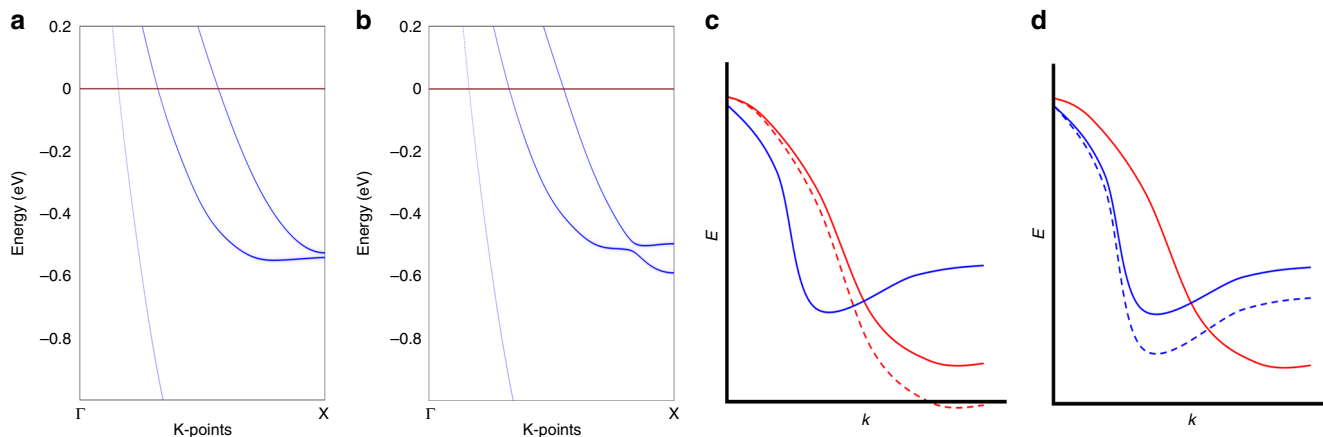 a
b
c
d
0.2
0
–0.2
–0.4
–0.6
–0.8
Energy (eV)
Γ
X
K-points
0.2
0
–0.2
–0.4
–0.6
–0.8
Energy (eV)
Γ
X
K-points
E
k
E
k